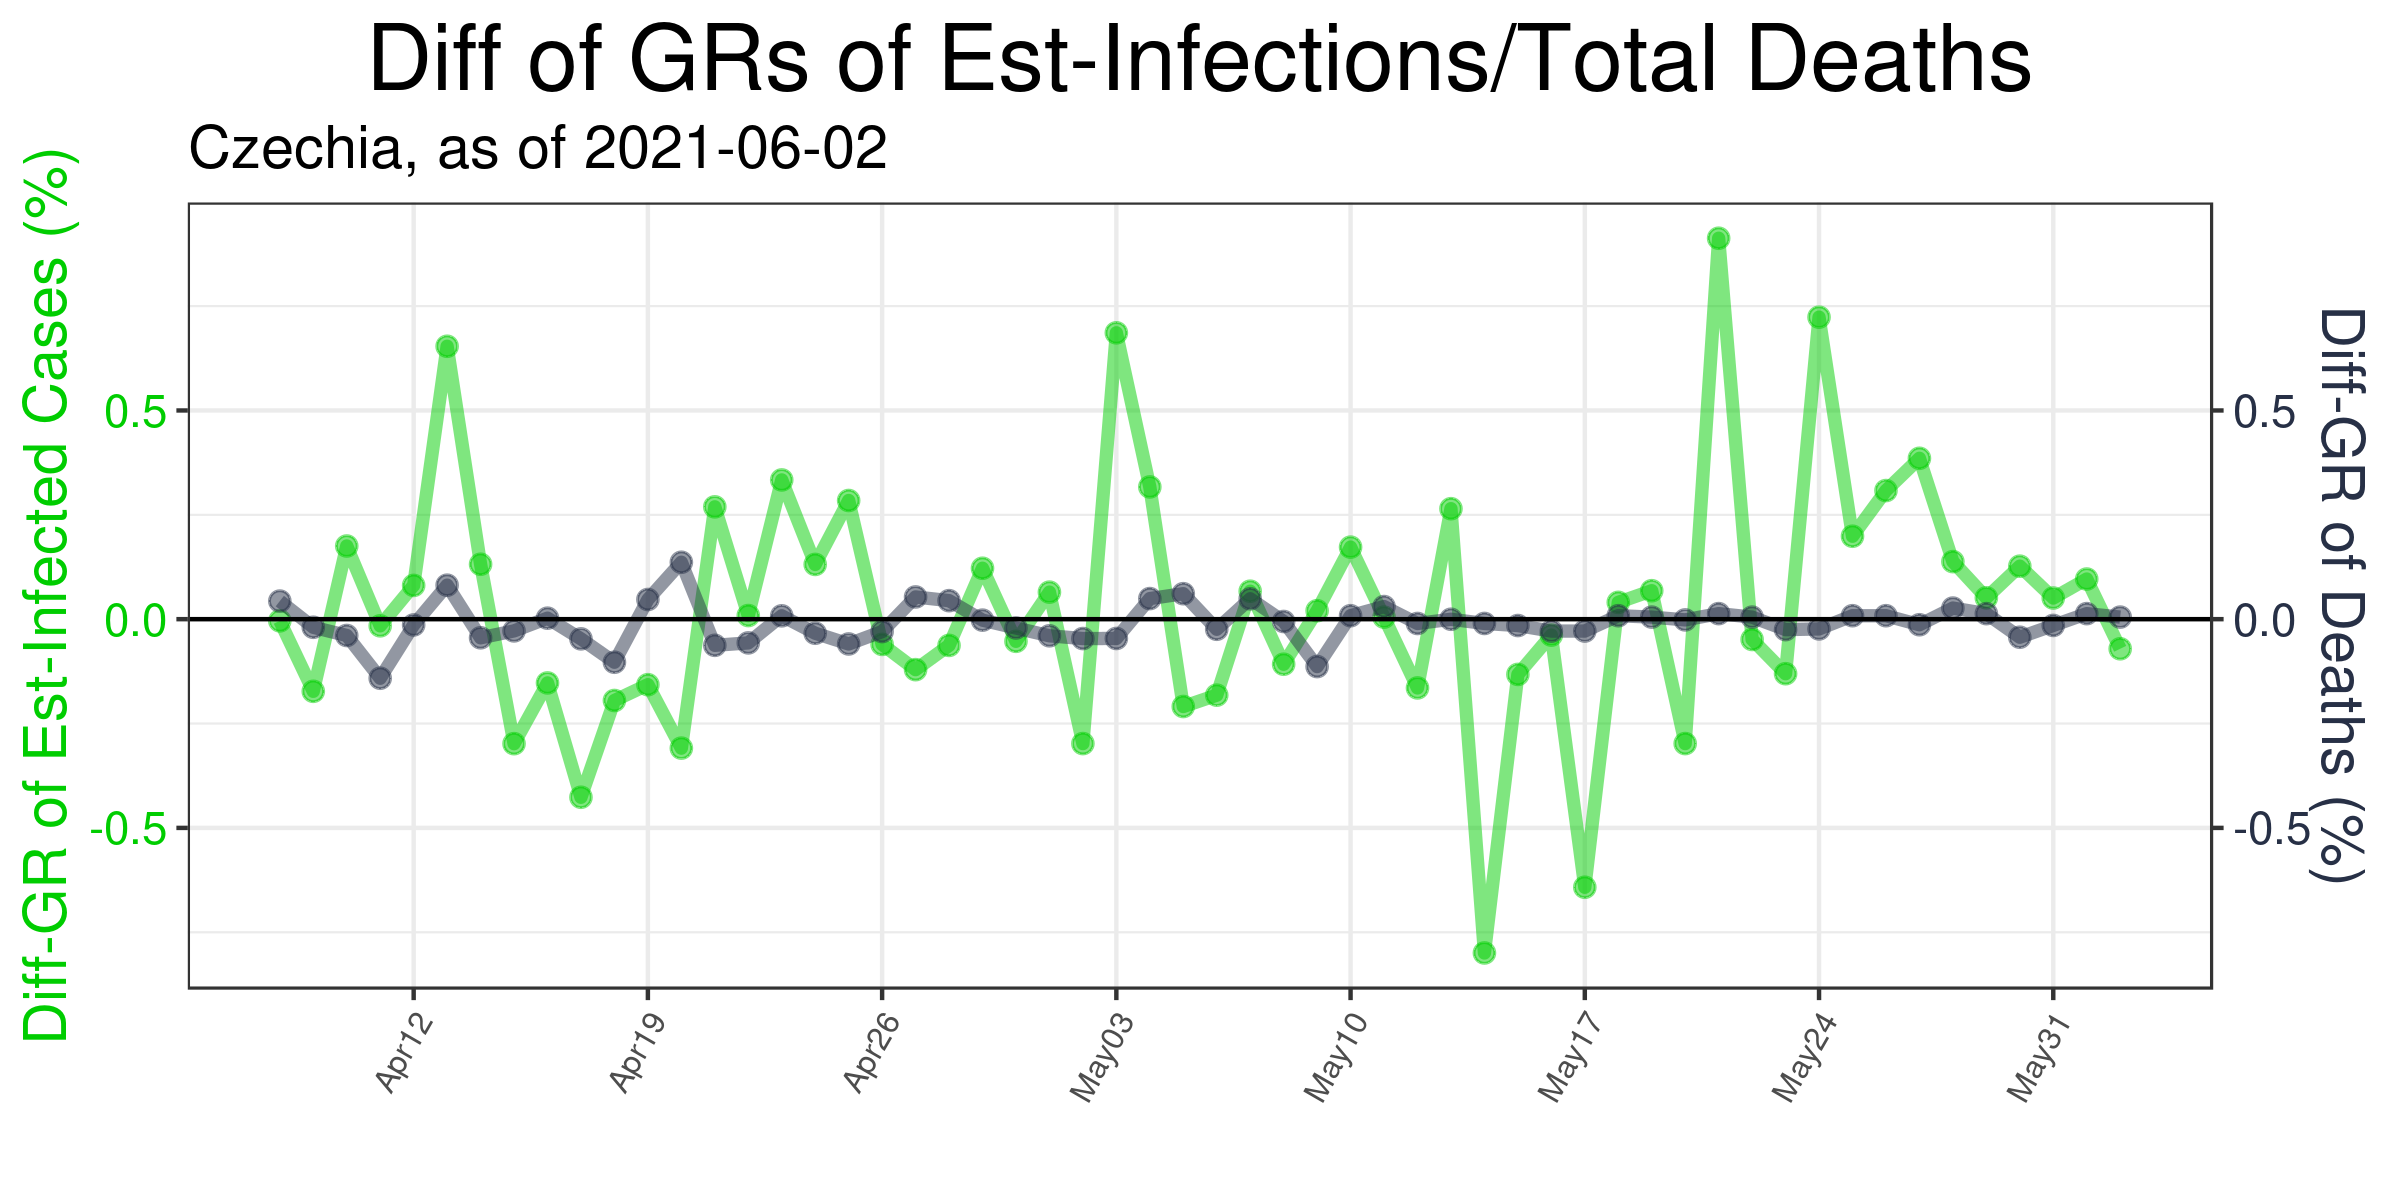 Diff of GRs of Est-Infections/Total Deaths
Czechia, as of 2021-06-02
Diff-GR of Est-Infected Cases (%)
0.5
0.0
-0.5
0.5
0.0
-0.5
Diff-GR of Deaths (%)
Apr12
Apr19
Apr26
May03
May10
May17
May24
May31